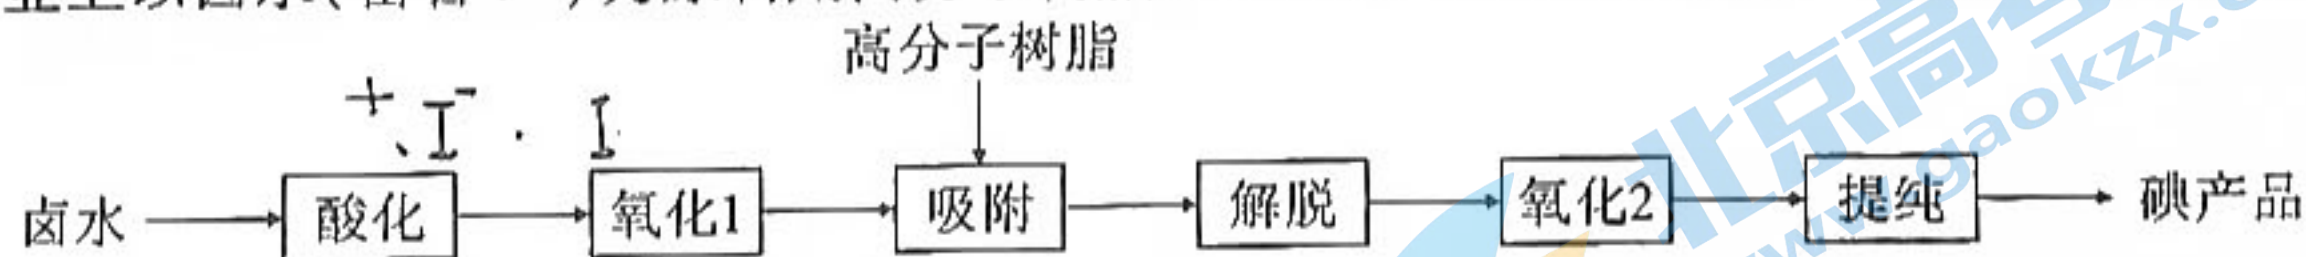 高分子树脂
+、I⁻ . I
卤水 酸化 氧化1 吸附 解脱 氧化2 提纯 碘产品
北京高考
www.gaokzx.c